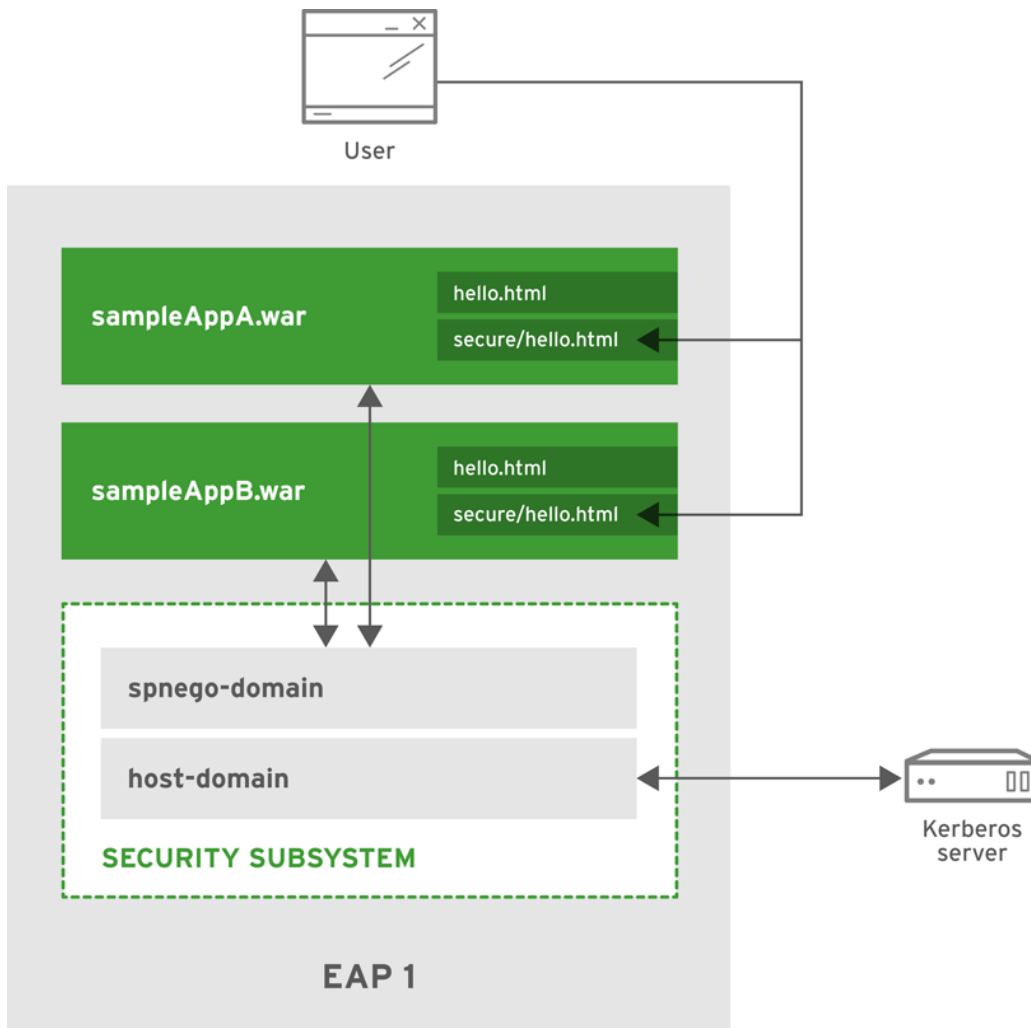 User
sampleAppA.war
hello.html
secure/hello.html
sampleAppB.war
hello.html
secure/hello.html
spnego-domain
host-domain
SECURITY SUBSYSTEM
Kerberos
server
EAP 1